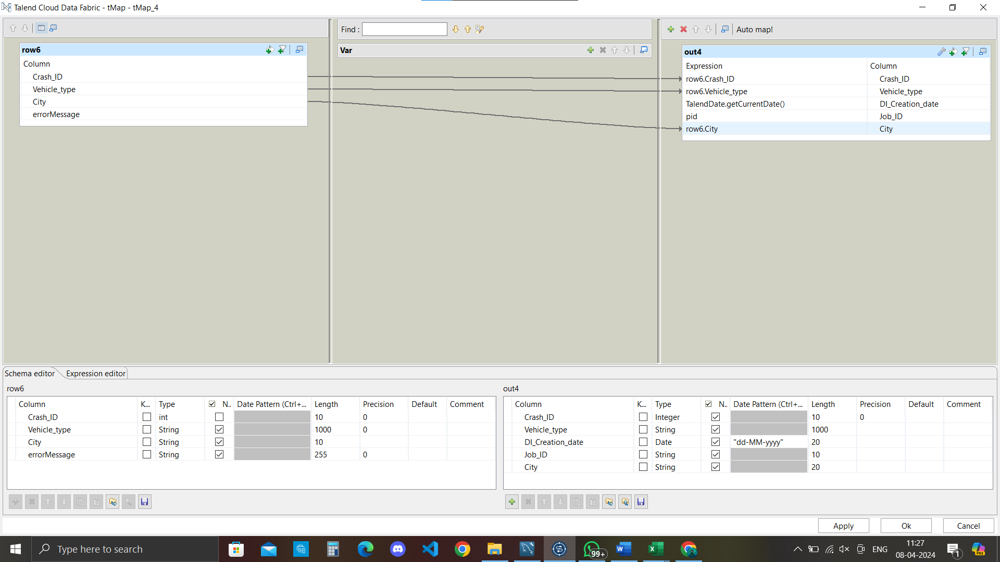 Talend Cloud Data Fabric - tMap - tMap_4
Find :
Auto map!
row6
Column
Crash_ID
Vehicle_type
City
errorMessage
Var
out4
Expression Column
row6.Crash_ID Crash_ID
row6.Vehicle_type Vehicle_type
TalendDate.getCurrentDate() DI_Creation_date
pid Job_ID
row6.City City
Schema editor Expression editor
row6
Column K... Type N.. Date Pattern (Ctrl+... Length Precision Default Comment
Crash_ID int 10 0
Vehicle_type String 1000 0
City String 10
errorMessage String 255 0
out4
Column K... Type N.. Date Pattern (Ctrl+... Length Precision Default Comment
Crash_ID Integer 10 0
Vehicle_type String 1000
DI_Creation_date Date "dd-MM-yyyy" 20
Job_ID String 10
City String 20
Apply Ok Cancel
Type here to search
99+
ENG
11:27
08-04-2024
1
PRE